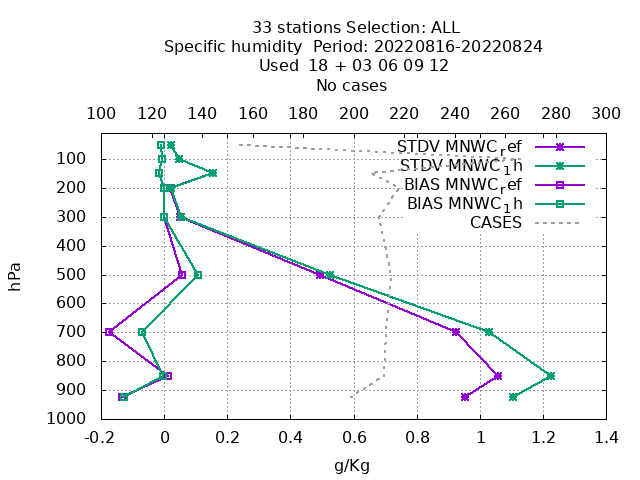 33 stations Selection: ALL
Specific humidity  Period: 20220816-20220824
Used  18 + 03 06 09 12
No cases
100 120 140 160 180 200 220 240 260 280 300
STDV MNWC_ref
STDV MNWC_1h
BIAS MNWC_ref
BIAS MNWC_1h
CASES
100
200
300
400
500
600
700
800
900
1000
hPa
-0.2 0 0.2 0.4 0.6 0.8 1 1.2 1.4
g/Kg